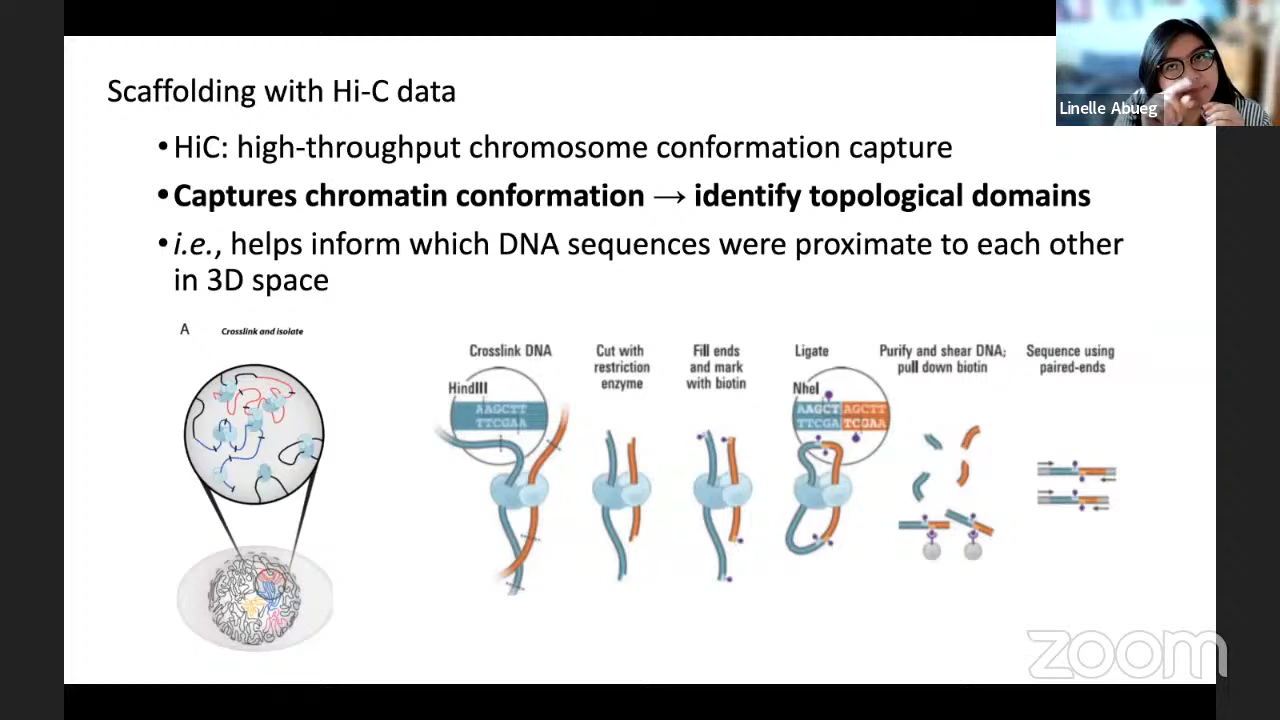 Scaffolding with Hi-C data
Linelle Abueg
•HiC: high-throughput chromosome conformation capture
•Captures chromatin conformation → identify topological domains
•i.e., helps inform which DNA sequences were proximate to each other
in 3D space
A Crosslink and isolate
Crosslink DNA
HindIII
AAGCTT
TTCGAA
Cut with
restriction
enzyme
Fill ends
and mark
with biotin
Ligate
NheI
AAGCT AGCTT
TTCGA TCGAA
Purify and shear DNA;
pull down biotin
Sequence using
paired-ends
zoom